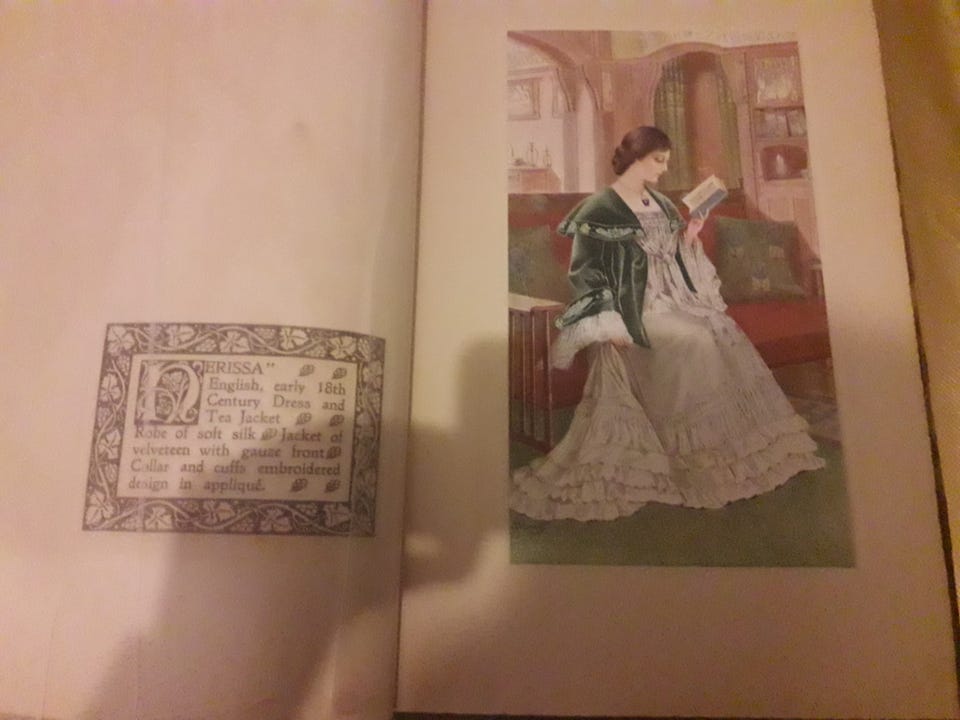 NERISSA”
English, early 18th
Century Dress and
Tea Jacket
Robe of soft silk Jacket of
velveteen with gauze front
Collar and cuffs embroidered
design in appliqué.